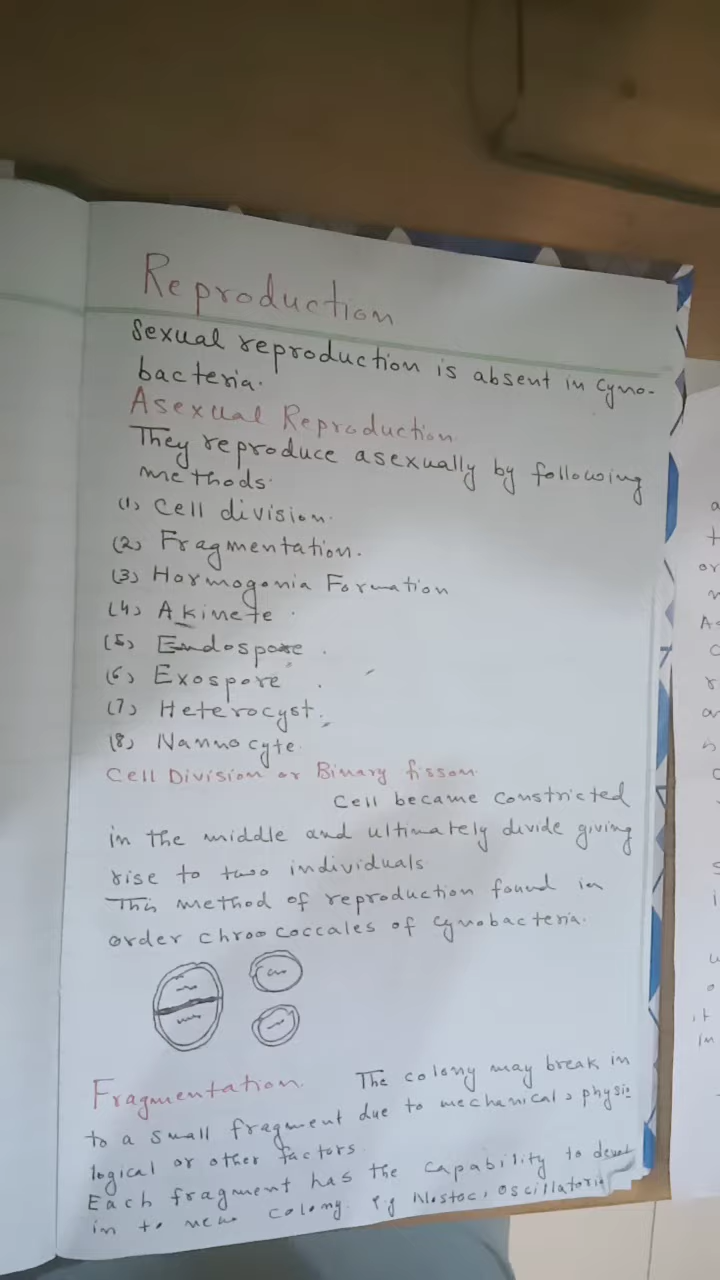 Reproduction
Sexual reproduction is absent in Cyno-
bacteria.
Asexual Reproduction
They reproduce asexually by following
methods.
(1) Cell division.
(2) Fragmentation.
(3) Hormogonia Formation
(4) Akinete.
(5) Endospore.
(6) Exospore.
(7) Heterocyst.
(8) Nannocyte.
Cell Division or Binary fisson.
Cell became constricted
in the middle and ultimately divide giving
rise to two individuals
This method of reproduction found in
order chroococcales of cynobacteria.
Fragmentation. The colony may break in
to a small fragment due to mechanical, physio
logical or other factors.
Each fragment has the capability to
in to new colony. e.g Nostoc, Oscillatoria
a
t
or
A
C
r
it
in